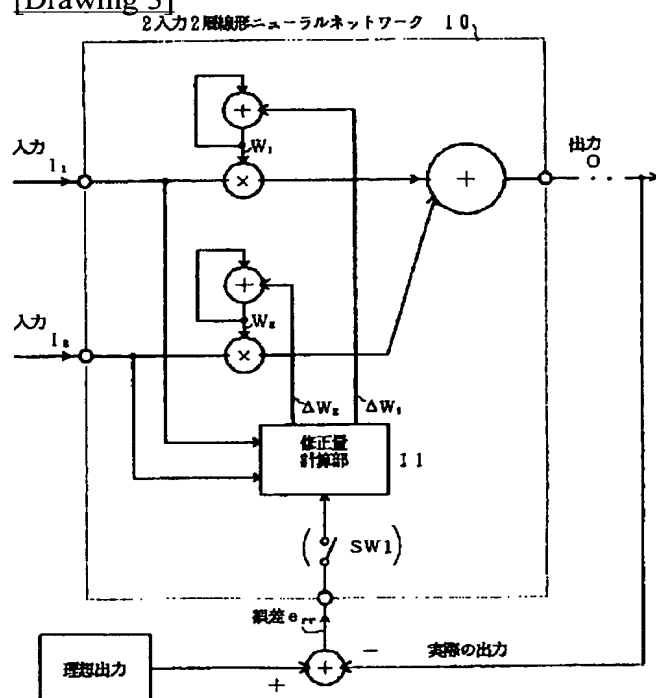 [Drawing 3]
2入力2層線形ニューラルネットワーク 10
入力
I₁
W₁
+
×
+
出力
O
入力
I₂
+
W₂
×
ΔW₂
ΔW₁
修正量
計算部
11
( SW1 )
誤差 e
理想出力
+
+
−
実際の出力